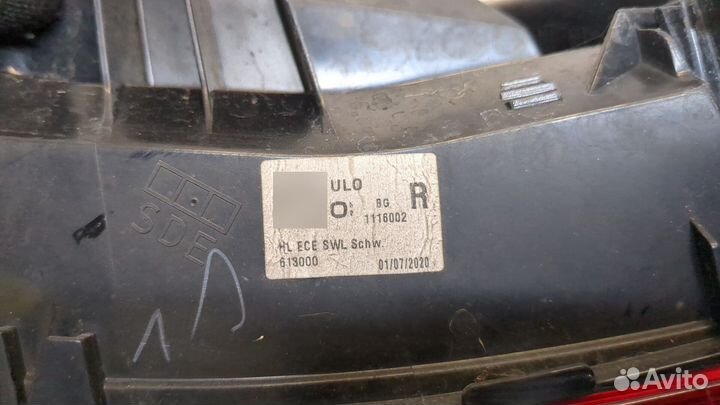 ULO
R
BG
1116002
HL ECE SWL Schw.
613000 01/07/2020
SDE
Avito